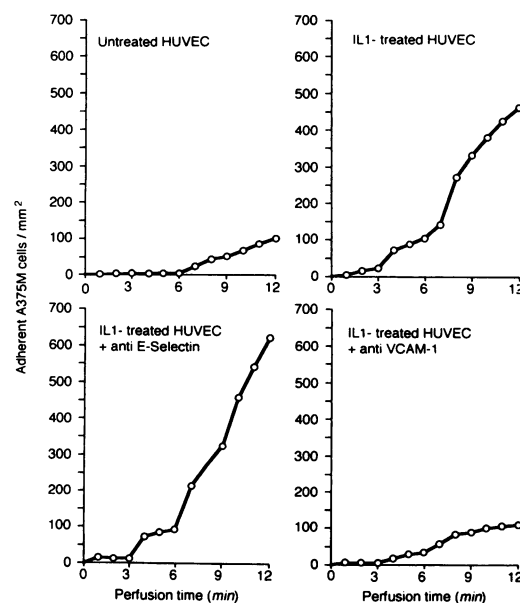 Adherent A375M cells / mm²
Untreated HUVEC
700
600
500
400
300
200
100
0
0 3 6 9 12
IL1- treated HUVEC
700
600
500
400
300
200
100
0
0 3 6 9 12
IL1- treated HUVEC
+ anti E-Selectin
700
600
500
400
300
200
100
0
0 3 6 9 12
Perfusion time (min)
IL1- treated HUVEC
+ anti VCAM-1
700
600
500
400
300
200
100
0
0 3 6 9 12
Perfusion time (min)